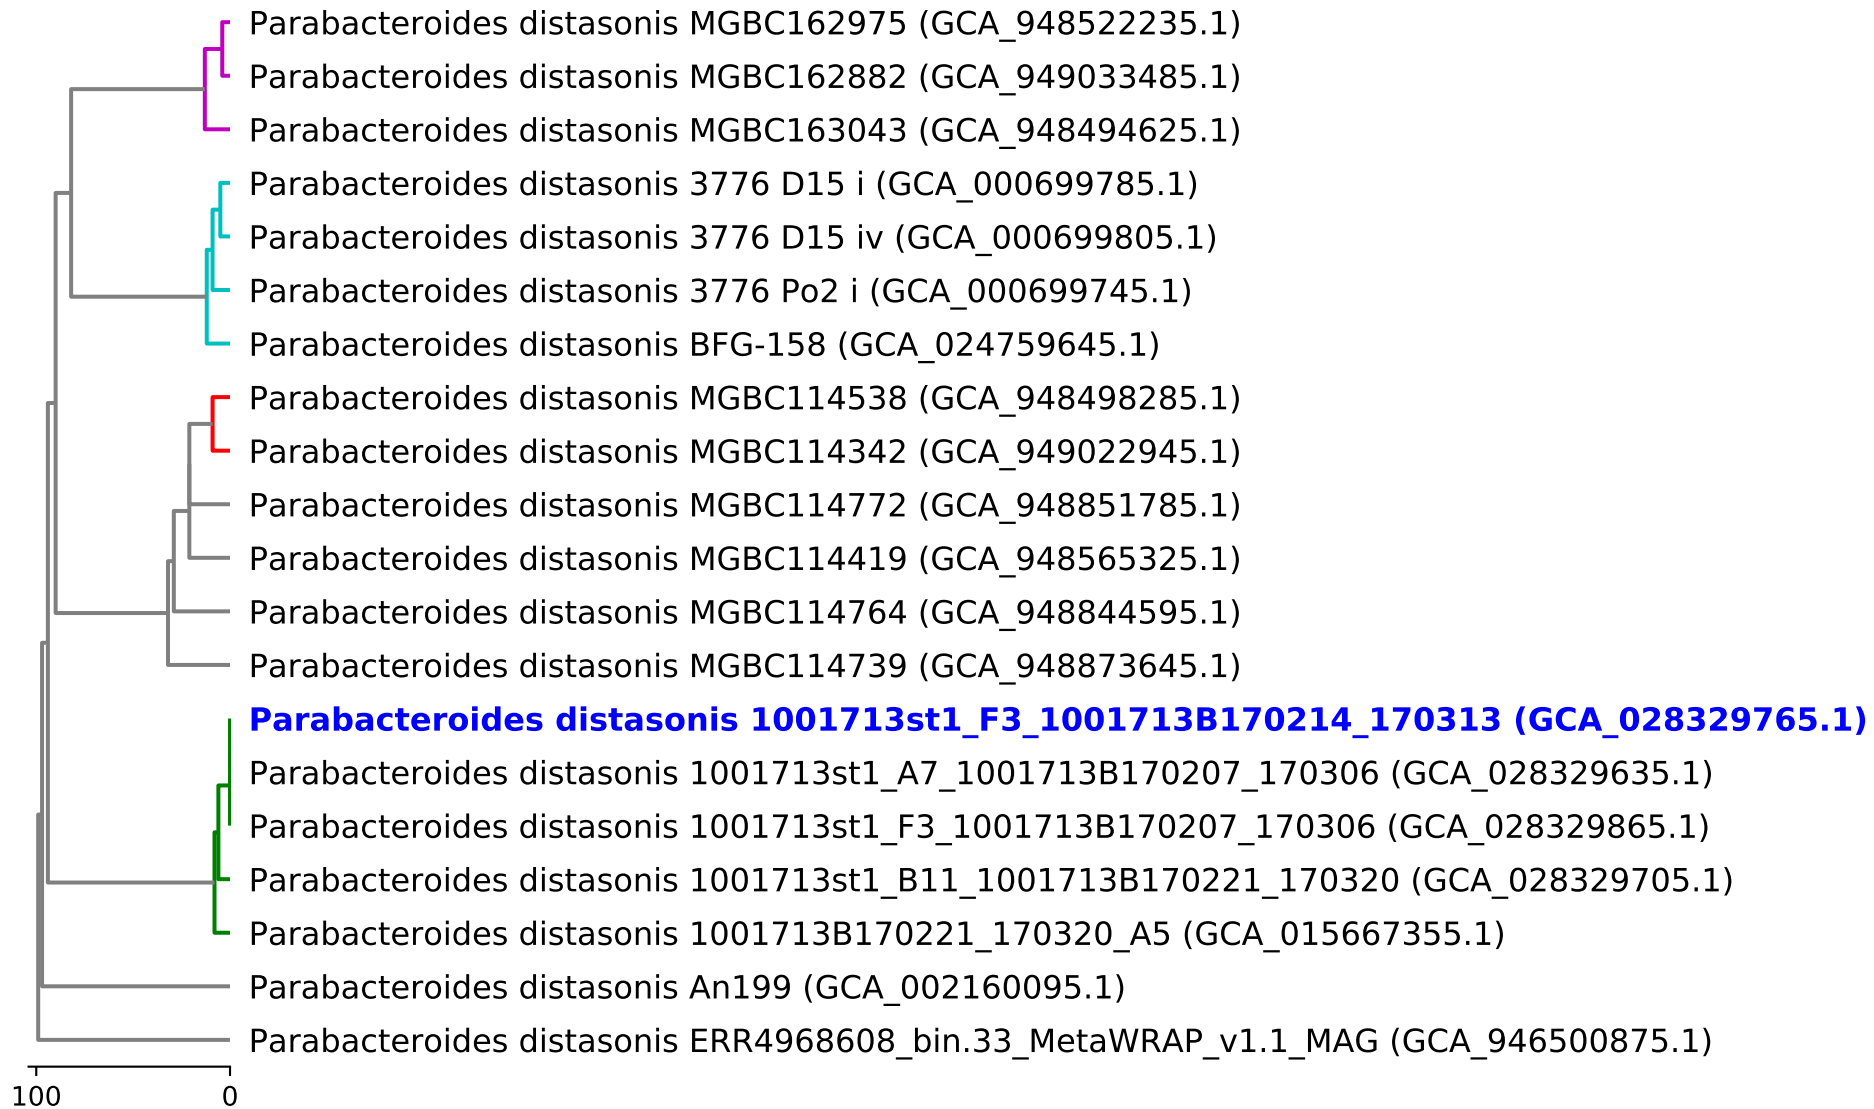 Parabacteroides distasonis MGBC162975 (GCA_948522235.1)
Parabacteroides distasonis MGBC162882 (GCA_949033485.1)
Parabacteroides distasonis MGBC163043 (GCA_948494625.1)
Parabacteroides distasonis 3776 D15 i (GCA_000699785.1)
Parabacteroides distasonis 3776 D15 iv (GCA_000699805.1)
Parabacteroides distasonis 3776 Po2 i (GCA_000699745.1)
Parabacteroides distasonis BFG-158 (GCA_024759645.1)
Parabacteroides distasonis MGBC114538 (GCA_948498285.1)
Parabacteroides distasonis MGBC114342 (GCA_949022945.1)
Parabacteroides distasonis MGBC114772 (GCA_948851785.1)
Parabacteroides distasonis MGBC114419 (GCA_948565325.1)
Parabacteroides distasonis MGBC114764 (GCA_948844595.1)
Parabacteroides distasonis MGBC114739 (GCA_948873645.1)
Parabacteroides distasonis 1001713st1_F3_1001713B170214_170313 (GCA_028329765.1)
Parabacteroides distasonis 1001713st1_A7_1001713B170207_170306 (GCA_028329635.1)
Parabacteroides distasonis 1001713st1_F3_1001713B170207_170306 (GCA_028329865.1)
Parabacteroides distasonis 1001713st1_B11_1001713B170221_170320 (GCA_028329705.1)
Parabacteroides distasonis 1001713B170221_170320_A5 (GCA_015667355.1)
Parabacteroides distasonis An199 (GCA_002160095.1)
Parabacteroides distasonis ERR4968608_bin.33_MetaWRAP_v1.1_MAG (GCA_946500875.1)
100 0